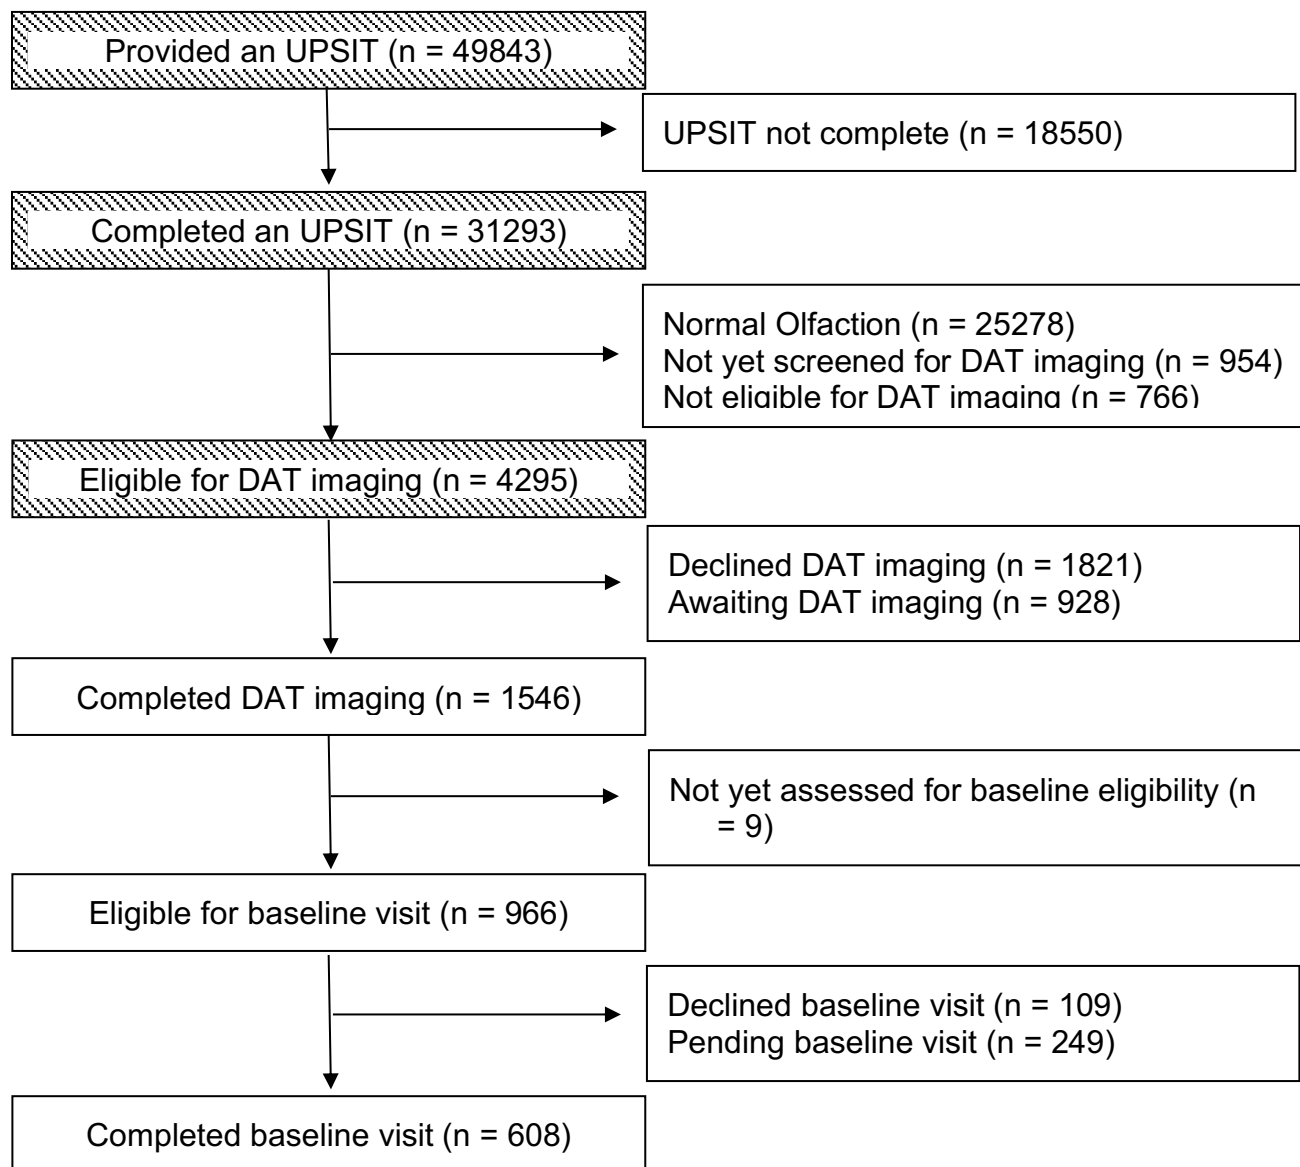 Provided an UPSIT (n = 49843)
UPSIT not complete (n = 18550)
Completed an UPSIT (n = 31293)
Normal Olfaction (n = 25278)
Not yet screened for DAT imaging (n = 954)
Not eligible for DAT imaging (n = 766)
Eligible for DAT imaging (n = 4295)
Declined DAT imaging (n = 1821)
Awaiting DAT imaging (n = 928)
Completed DAT imaging (n = 1546)
Not yet assessed for baseline eligibility (n
= 9)
Eligible for baseline visit (n = 966)
Declined baseline visit (n = 109)
Pending baseline visit (n = 249)
Completed baseline visit (n = 608)